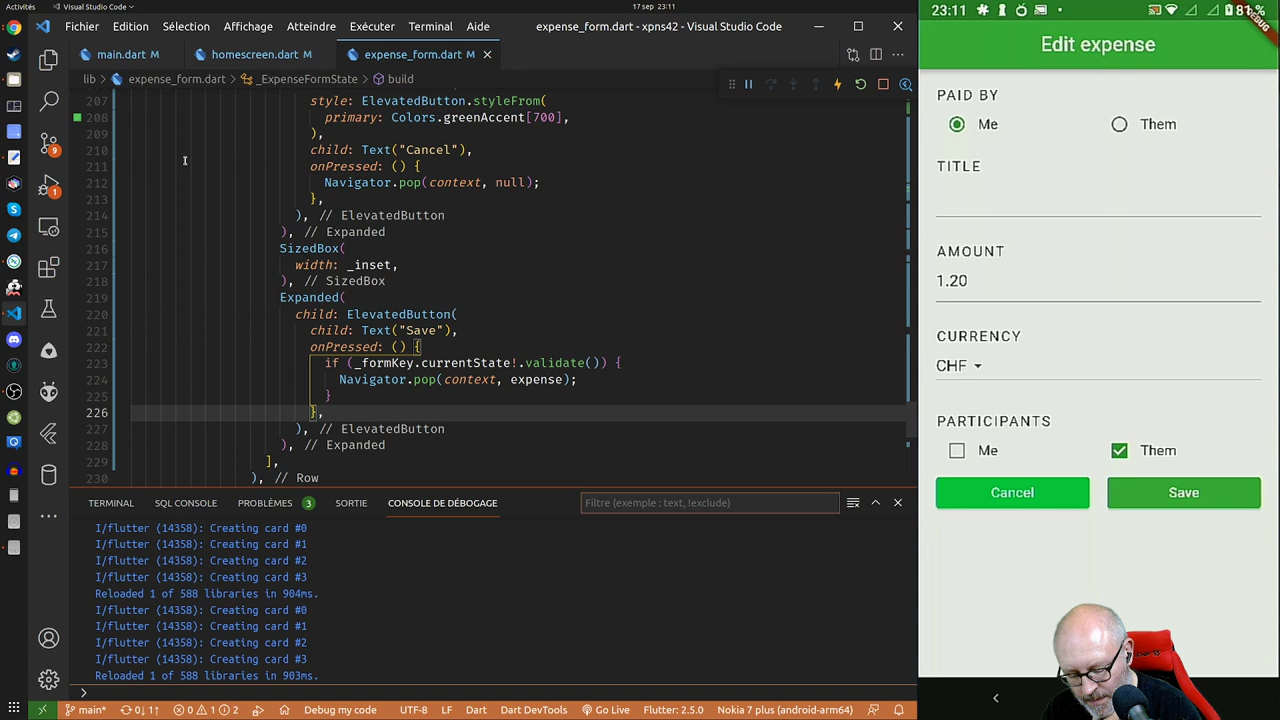 Activités
Visual Studio Code
17 sep 23:11
Fichier Edition Sélection Affichage Atteindre Exécuter Terminal Aide
expense_form.dart - xpns42 - Visual Studio Code
main.dart M
homescreen.dart M
expense_form.dart M
lib > expense_form.dart > _ExpenseFormState > build
207 style: ElevatedButton.styleFrom(
208 primary: Colors.greenAccent[700],
209 ),
210 child: Text("Cancel"),
211 onPressed: () {
212 Navigator.pop(context, null);
213 },
214 ), // ElevatedButton
215 ), // Expanded
216 SizedBox(
217 width: _inset,
218 ), // SizedBox
219 Expanded(
220 child: ElevatedButton(
221 child: Text("Save"),
222 onPressed: () {
223 if (_formKey.currentState!.validate()) {
224 Navigator.pop(context, expense);
225 }
226 },
227 ), // ElevatedButton
228 ), // Expanded
229 ],
230 ), // Row
9
1
TERMINAL SQL CONSOLE PROBLÈMES 3 SORTIE CONSOLE DE DÉBOGAGE
Filtre (exemple : text, !exclude)
I/flutter (14358): Creating card #0
I/flutter (14358): Creating card #1
I/flutter (14358): Creating card #2
I/flutter (14358): Creating card #3
Reloaded 1 of 588 libraries in 904ms.
I/flutter (14358): Creating card #0
I/flutter (14358): Creating card #1
I/flutter (14358): Creating card #2
I/flutter (14358): Creating card #3
Reloaded 1 of 588 libraries in 903ms.
main* 0↓ 1↑ 0 1 2 Debug my code UTF-8 LF Dart Dart DevTools Go Live Flutter: 2.5.0 Nokia 7 plus (android-arm64)
23:11
81%
DEBUG
Edit expense
PAID BY
Me Them
TITLE
AMOUNT
1.20
CURRENCY
CHF
PARTICIPANTS
Me Them
Cancel Save